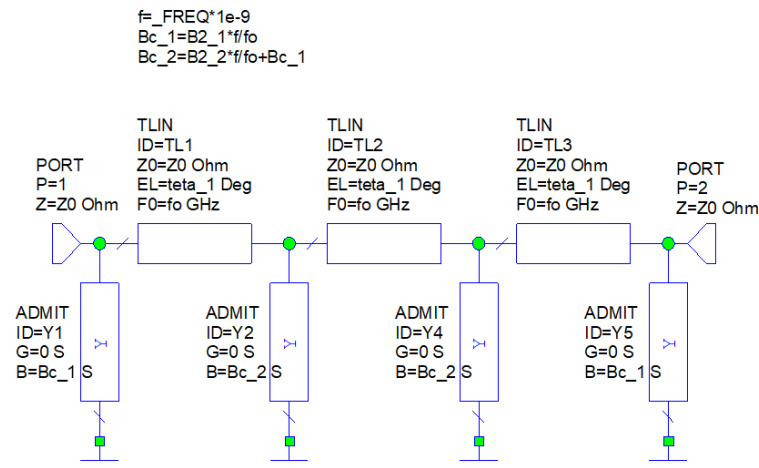 f=_FREQ*1e-9
Bc_1=B2_1*f/fo
Bc_2=B2_2*f/fo+Bc_1
PORT
P=1
Z=Z0 Ohm
TLIN
ID=TL1
Z0=Z0 Ohm
EL=teta_1 Deg
F0=fo GHz
TLIN
ID=TL2
Z0=Z0 Ohm
EL=teta_1 Deg
F0=fo GHz
TLIN
ID=TL3
Z0=Z0 Ohm
EL=teta_1 Deg
F0=fo GHz
PORT
P=2
Z=Z0 Ohm
ADMIT
ID=Y1
G=0 S
B=Bc_1 S
Y
ADMIT
ID=Y2
G=0 S
B=Bc_2 S
Y
ADMIT
ID=Y4
G=0 S
B=Bc_2 S
Y
ADMIT
ID=Y5
G=0 S
B=Bc_1 S
Y